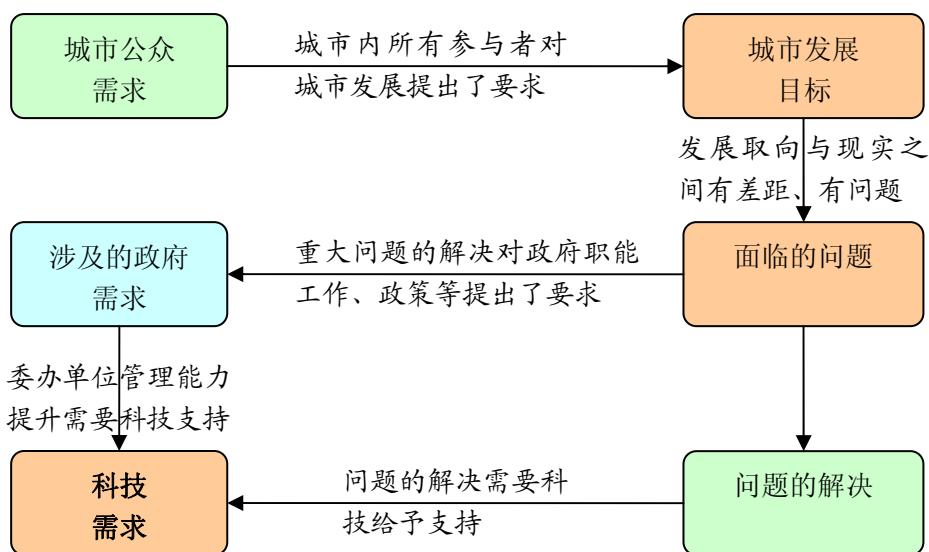 城市公众
需求
城市内所有参与者对
城市发展提出了要求
城市发展
目标
发展取向与现实之
间有差距、有问题
涉及的政府
需求
重大问题的解决对政府职能
工作、政策等提出了要求
面临的问题
委办单位管理能力
提升需要科技支持
科技
需求
问题的解决需要科
技给予支持
问题的解决